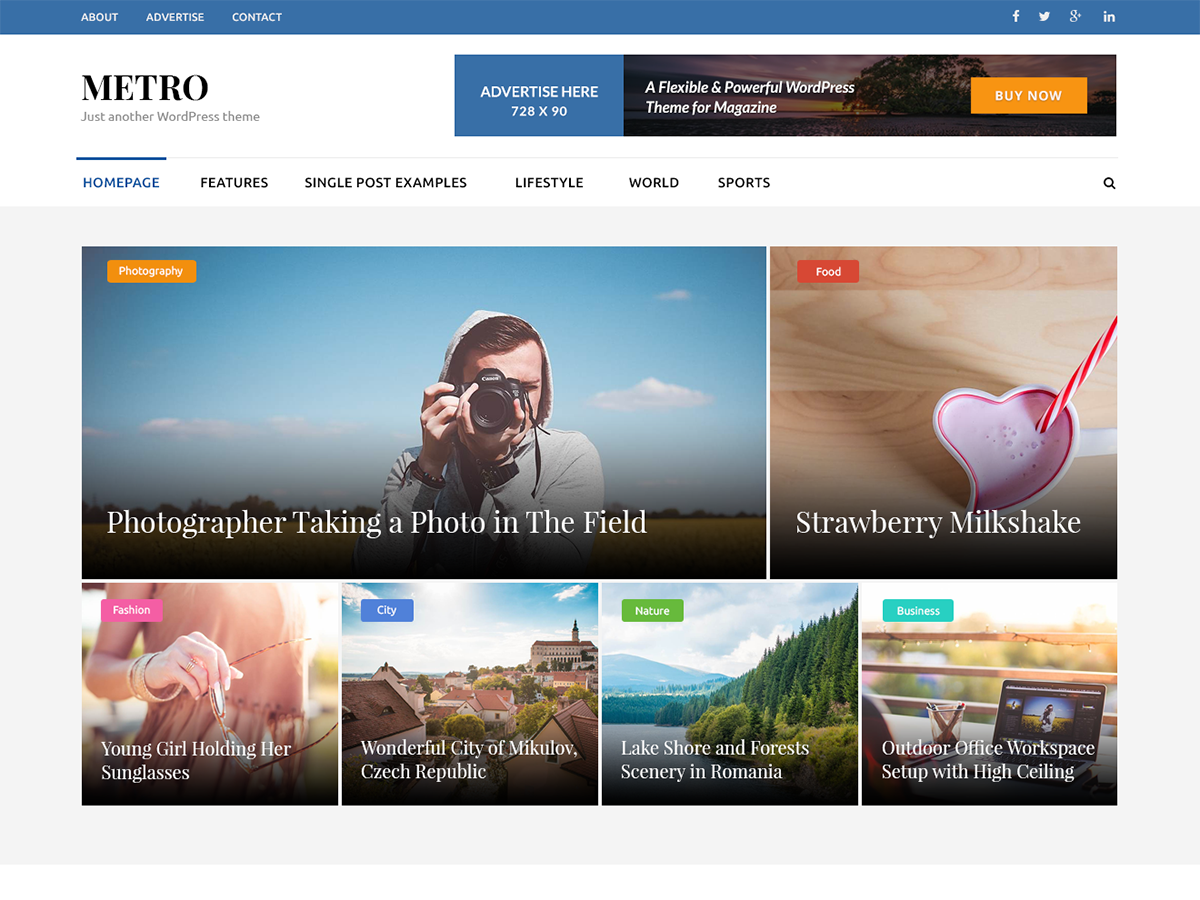 ABOUT ADVERTISE CONTACT
METRO
Just another WordPress theme
ADVERTISE HERE
728 X 90
A Flexible & Powerful WordPress
Theme for Magazine
BUY NOW
HOMEPAGE FEATURES SINGLE POST EXAMPLES LIFESTYLE WORLD SPORTS
Photography
Canon
Photographer Taking a Photo in The Field
Food
Strawberry Milkshake
Fashion
Young Girl Holding Her
Sunglasses
City
Wonderful City of Mikulov,
Czech Republic
Nature
Lake Shore and Forests
Scenery in Romania
Business
Outdoor Office Workspace
Setup with High Ceiling